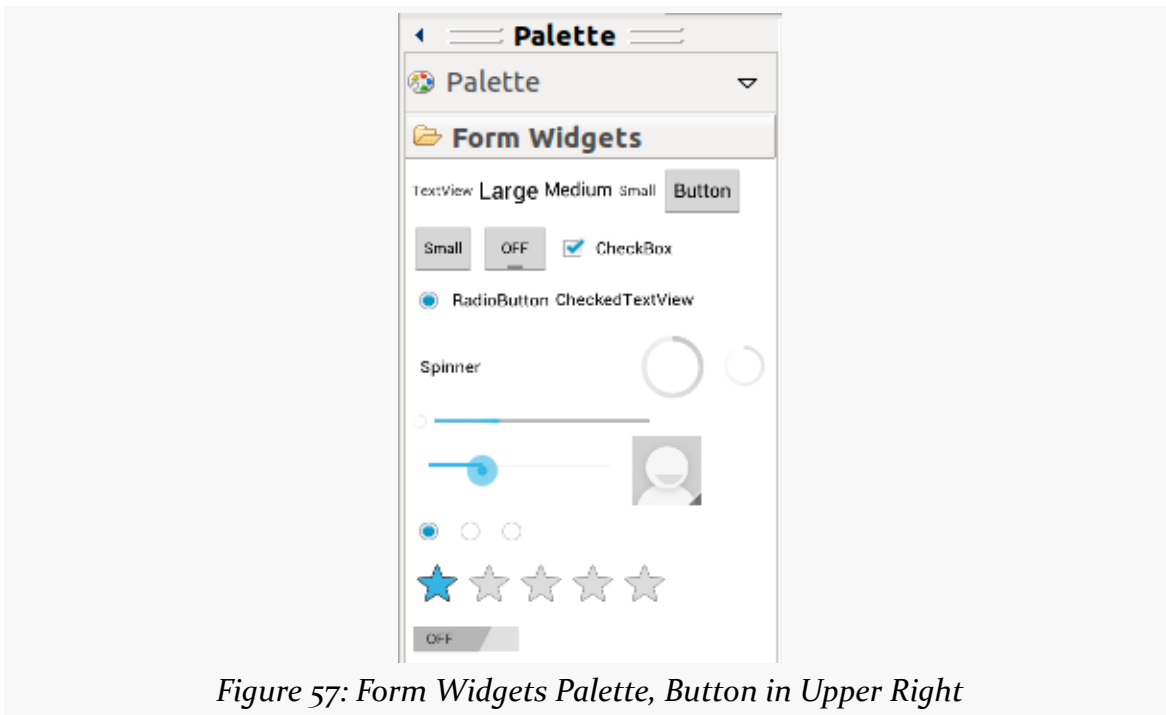 Palette
Palette
Form Widgets
TextView Large Medium Small Button
Small OFF CheckBox
RadioButton CheckedTextView
Spinner
OFF
Figure 57: Form Widgets Palette, Button in Upper Right